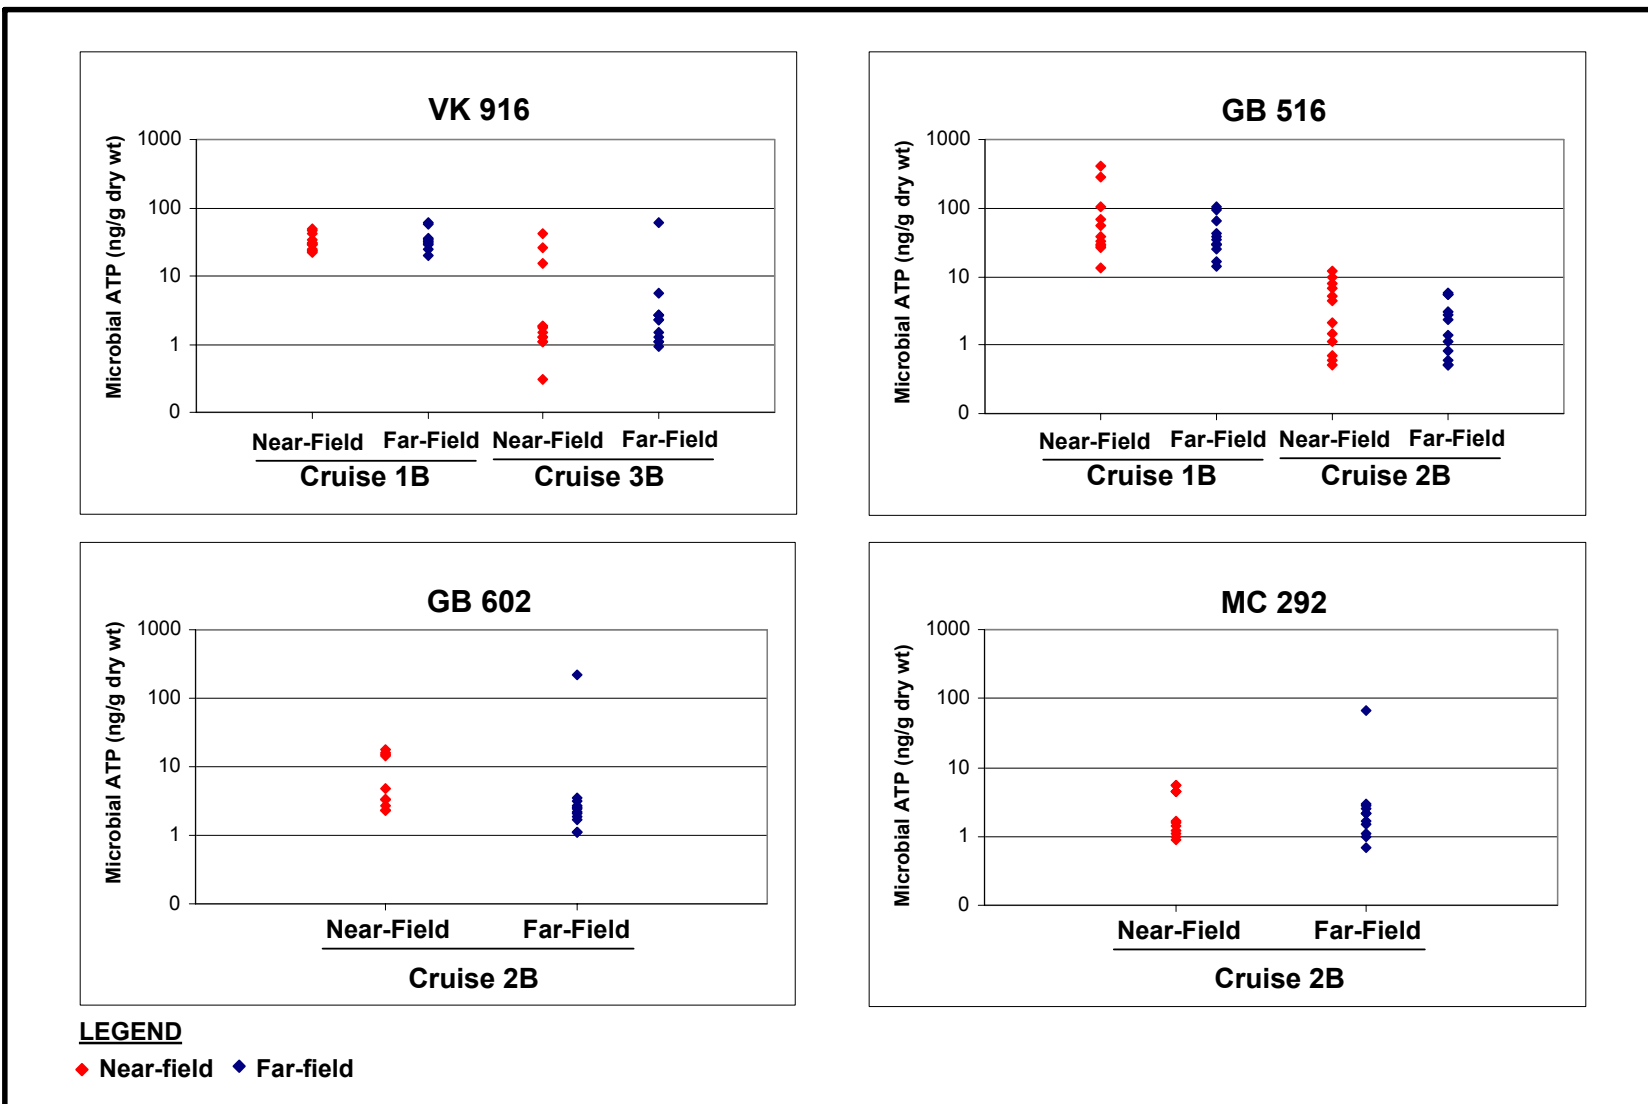 VK 916
Microbial ATP (ng/g dry wt)
1000
100
10
1
0
Near-Field Far-Field Near-Field Far-Field
Cruise 1B Cruise 3B
GB 516
Microbial ATP (ng/g dry wt)
1000
100
10
1
0
Near-Field Far-Field Near-Field Far-Field
Cruise 1B Cruise 2B
GB 602
Microbial ATP (ng/g dry wt)
1000
100
10
1
0
Near-Field Far-Field
Cruise 2B
MC 292
Microbial ATP (ng/g dry wt)
1000
100
10
1
0
Near-Field Far-Field
Cruise 2B
LEGEND
Near-field Far-field